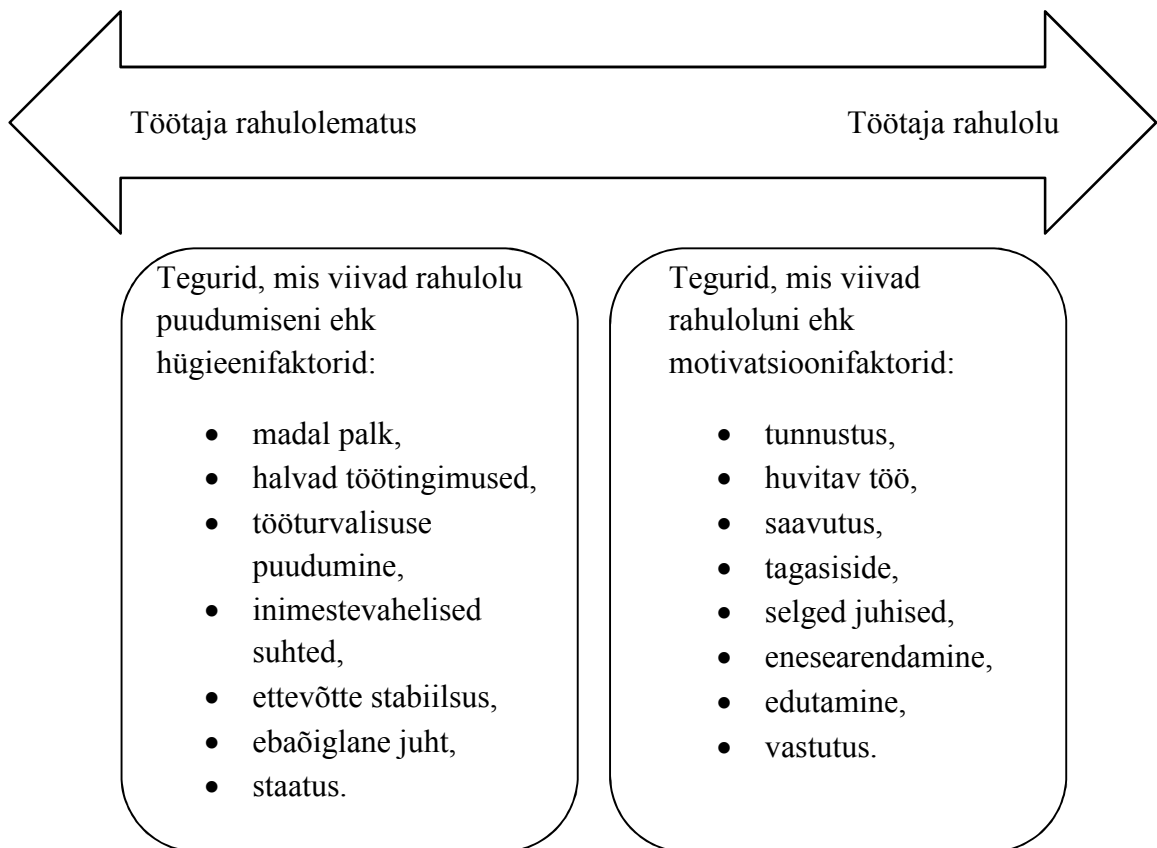 Töötaja rahulolematus
Töötaja rahulolu
Tegurid, mis viivad rahulolu
puudumiseni ehk
hügieenifaktorid:
• madal palk,
• halvad töötingimused,
• tööturvalisuse
puudumine,
• inimestevahelised
suhted,
• ettevõtte stabiilsus,
• ebaõiglane juht,
• staatus.
Tegurid, mis viivad
rahuloluni ehk
motivatsioonifaktorid:
• tunnustus,
• huvitav töö,
• saavutus,
• tagasiside,
• selged juhised,
• enesearendamine,
• edutamine,
• vastutus.